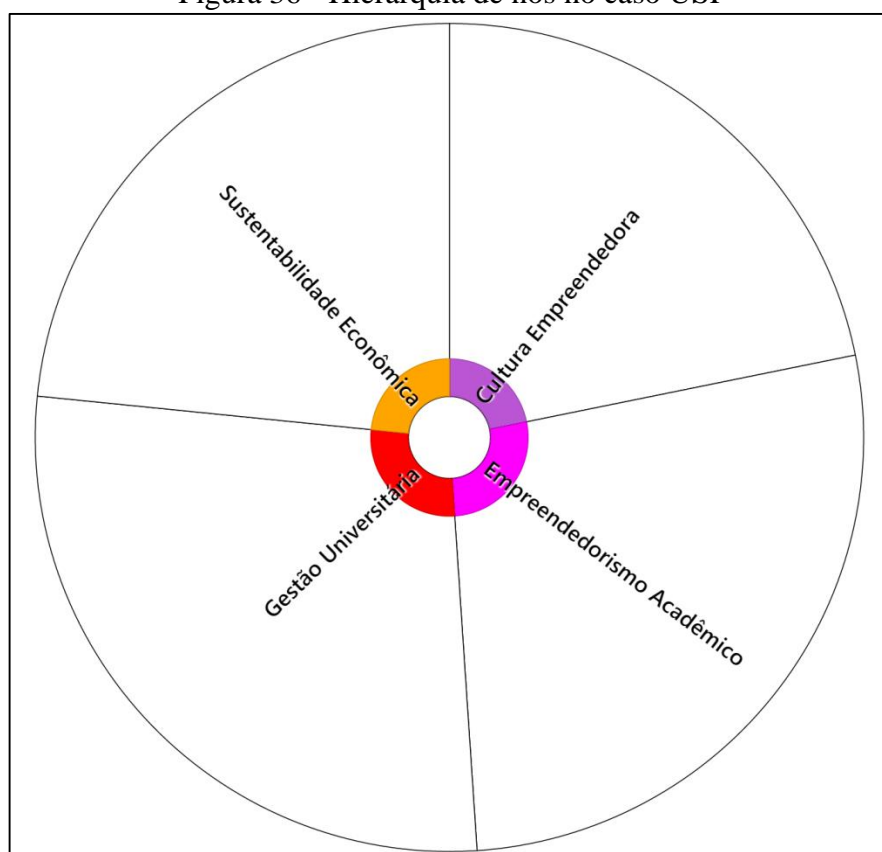 Cultura Empreendedora
Empreendedorismo Acadêmico
Gestão Universitária
Sustentabilidade Econômica